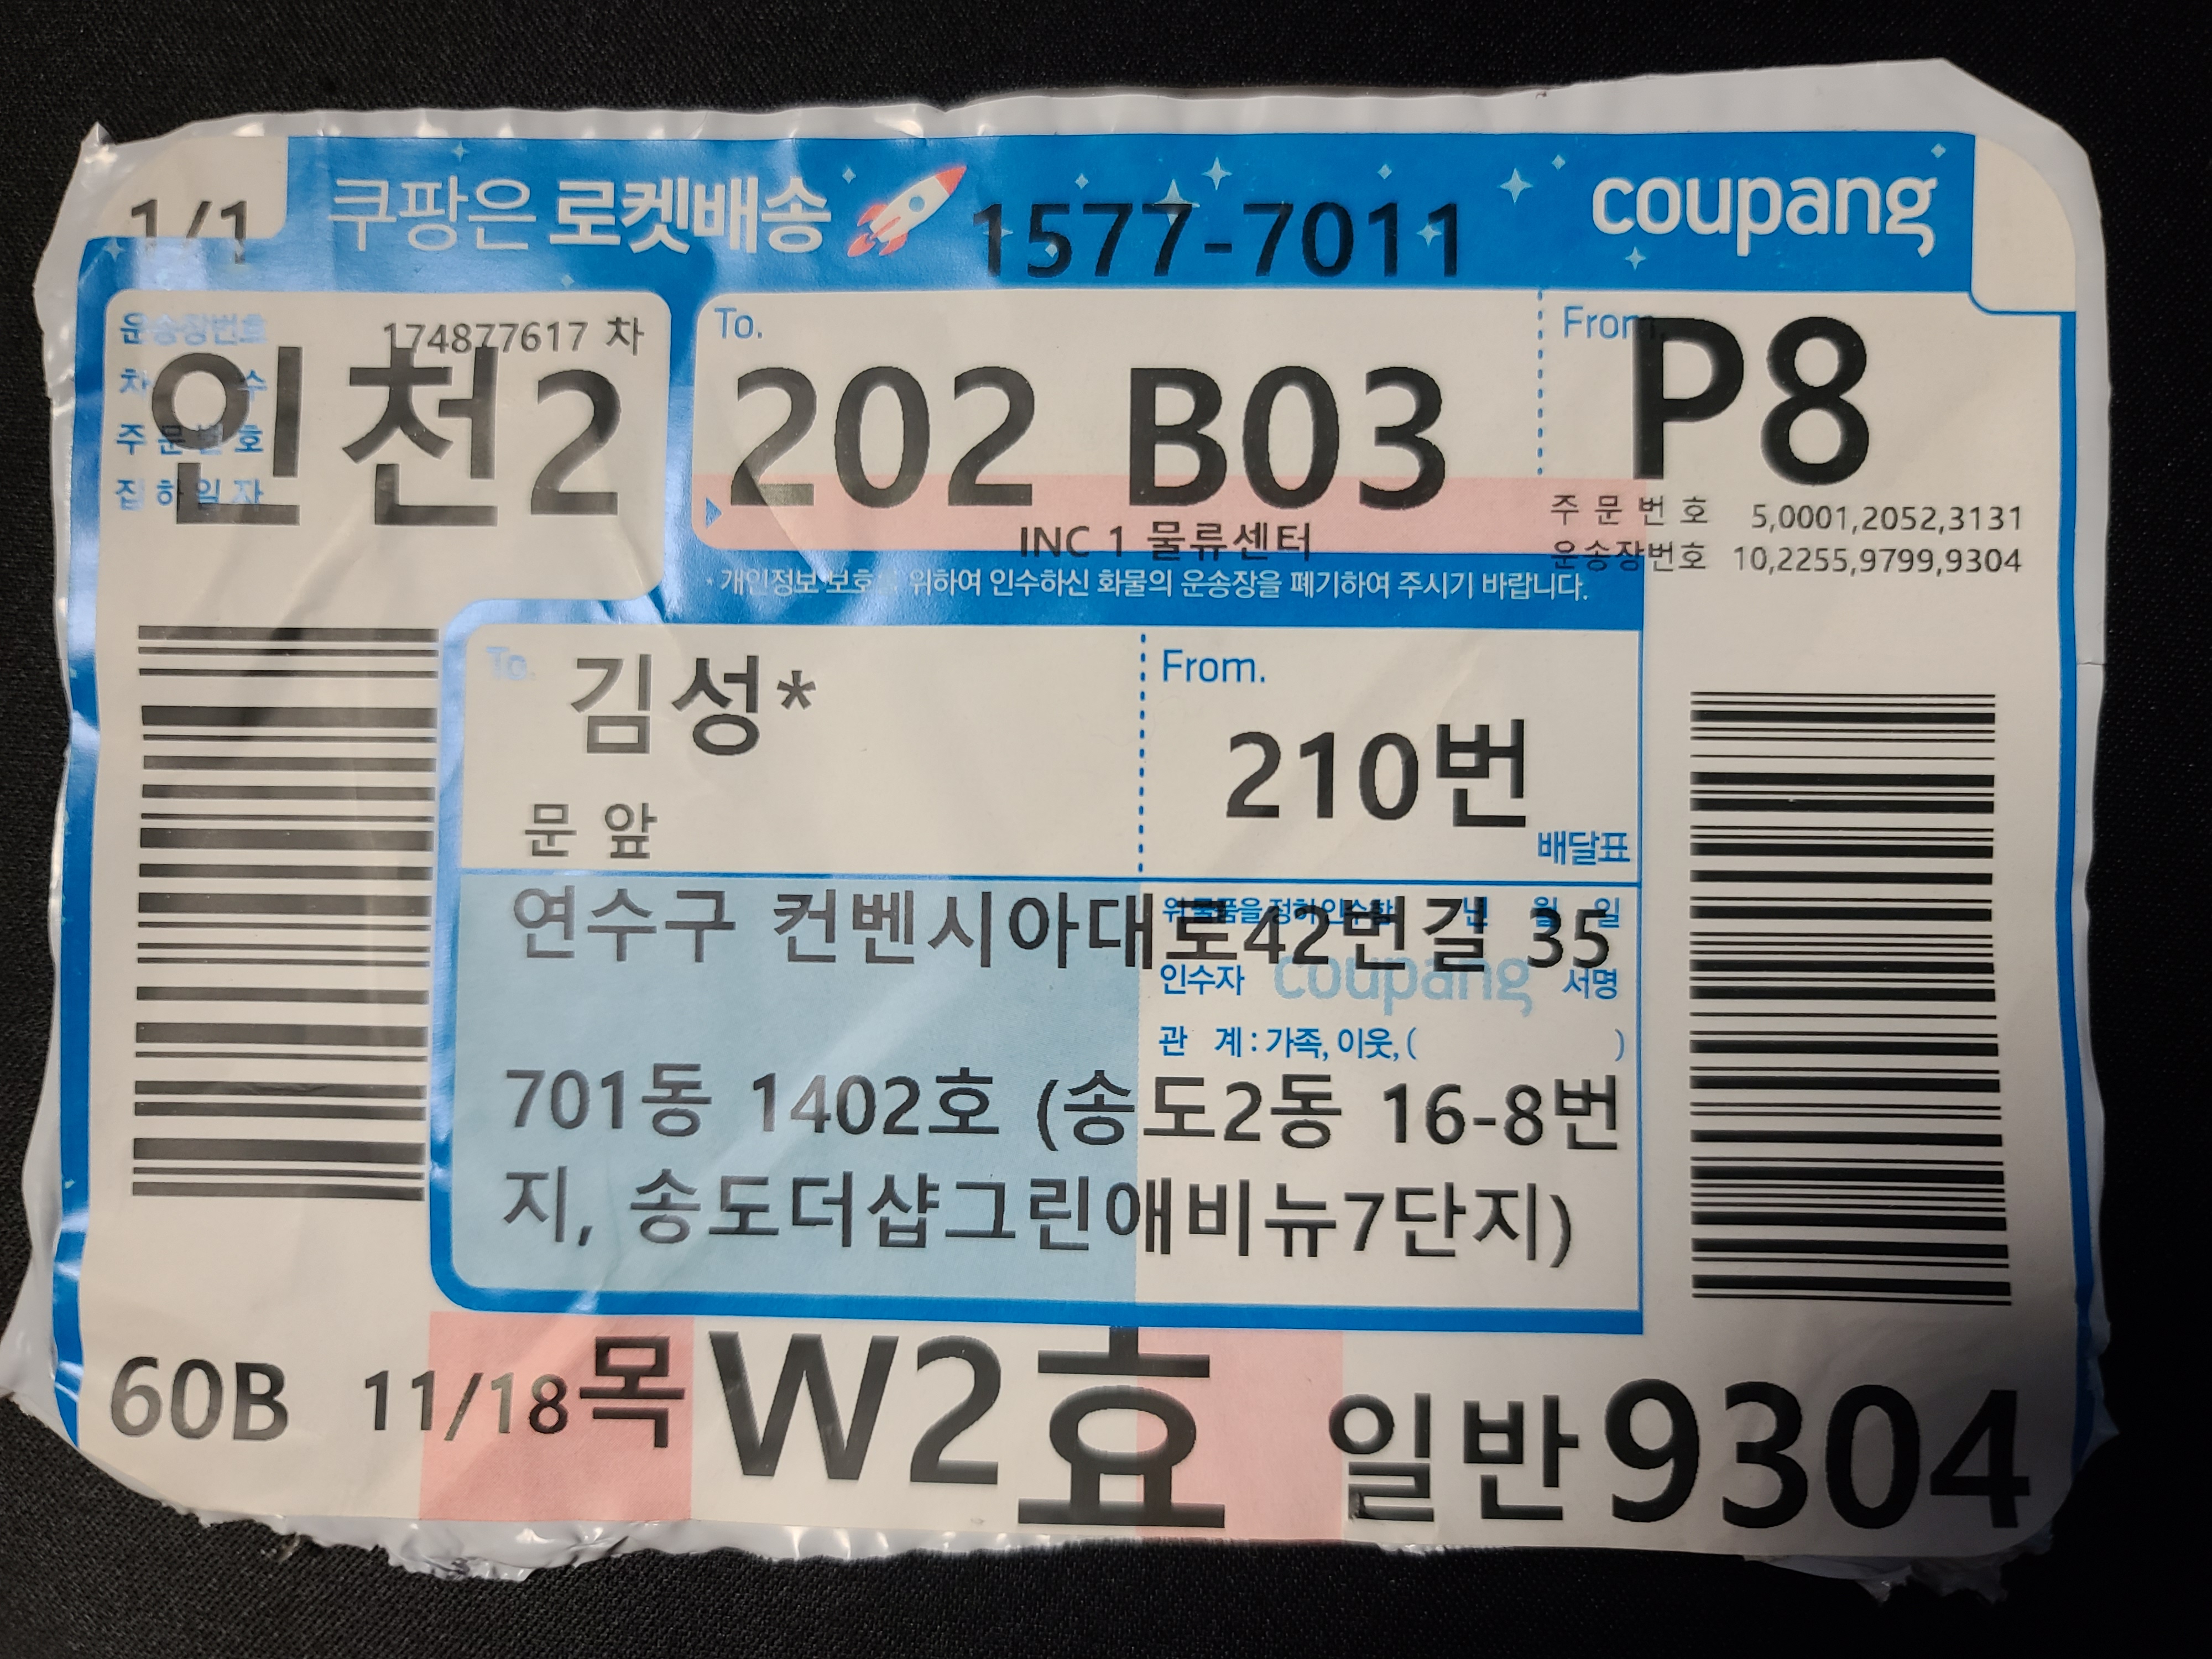 1/1
쿠팡은 로켓배송
1577-7011
coupang
운송장번호
174877617 차
차 수
주문번호
집하일자
인천2
To.
202 B03
From.
P8
INC 1 물류센터
주 문 번 호 5,0001,2052,3131
운송장번호 10,2255,9799,9304
* 개인정보 보호를 위하여 인수하신 화물의 운송장을 폐기하여 주시기 바랍니다.
To.
김성*
문 앞
From.
210번
배달표
연수구 컨벤시아대로42번길 35
위 물품을 정히 인수함 년 월 일
인수자 coupang 서명
관 계 : 가족, 이웃, ( )
701동 1402호 (송도2동 16-8번
지, 송도더샵그린애비뉴7단지)
60B 11/18목 W2효 일반9304